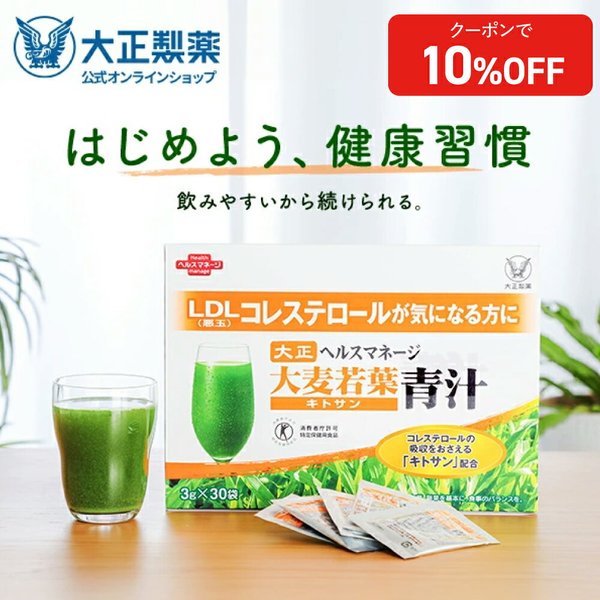 大正製薬
公式オンラインショップ
クーポンで
10%OFF
はじめよう、健康習慣
飲みやすいから続けられる。
Health
ヘルスマネージ
manage
大正製薬
LDLコレステロールが気になる方に
(悪玉)
大正 ヘルスマネージ
大麦若葉 青汁
キトサン
消費者庁許可
特定保健用食品
コレステロールの
吸収をおさえる
「キトサン」配合
3g×30袋